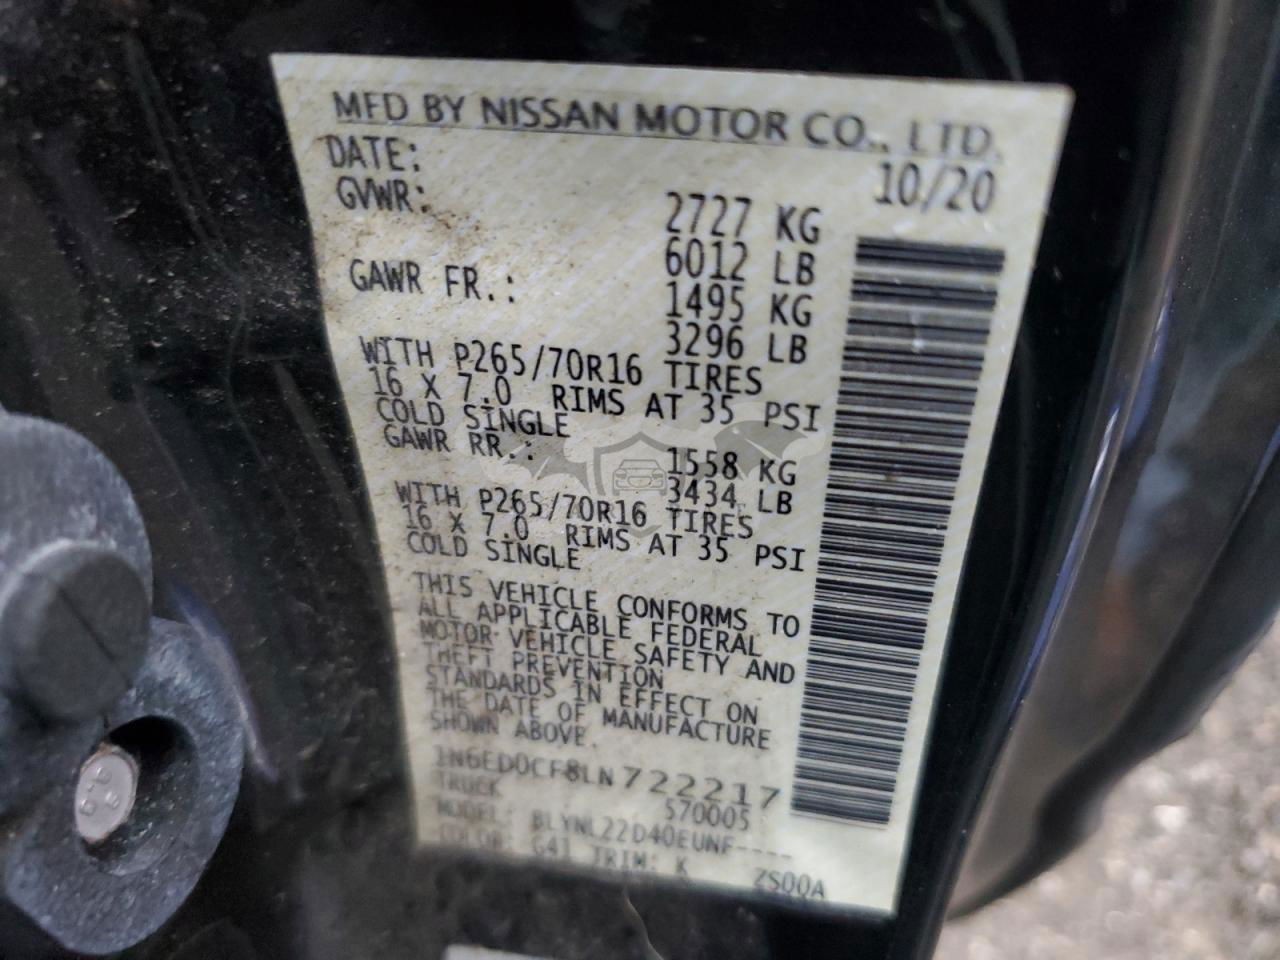 MFD BY NISSAN MOTOR CO., LTD.
DATE: 10/20
GVWR: 2727 KG
6012 LB
GAWR FR.: 1495 KG
3296 LB
WITH P265/70R16 TIRES
16 X 7.0 RIMS AT 35 PSI
COLD SINGLE
GAWR RR.: 1558 KG
3434 LB
WITH P265/70R16 TIRES
16 X 7.0 RIMS AT 35 PSI
COLD SINGLE
THIS VEHICLE CONFORMS TO
ALL APPLICABLE FEDERAL
MOTOR VEHICLE SAFETY AND
THEFT PREVENTION
STANDARDS IN EFFECT ON
THE DATE OF MANUFACTURE
SHOWN ABOVE.
1N6ED0CF8LN722217
TRUCK 570005
MODEL: BLYNL22D40EUNF----
COLOR: G41 TRIM: K ZS00A